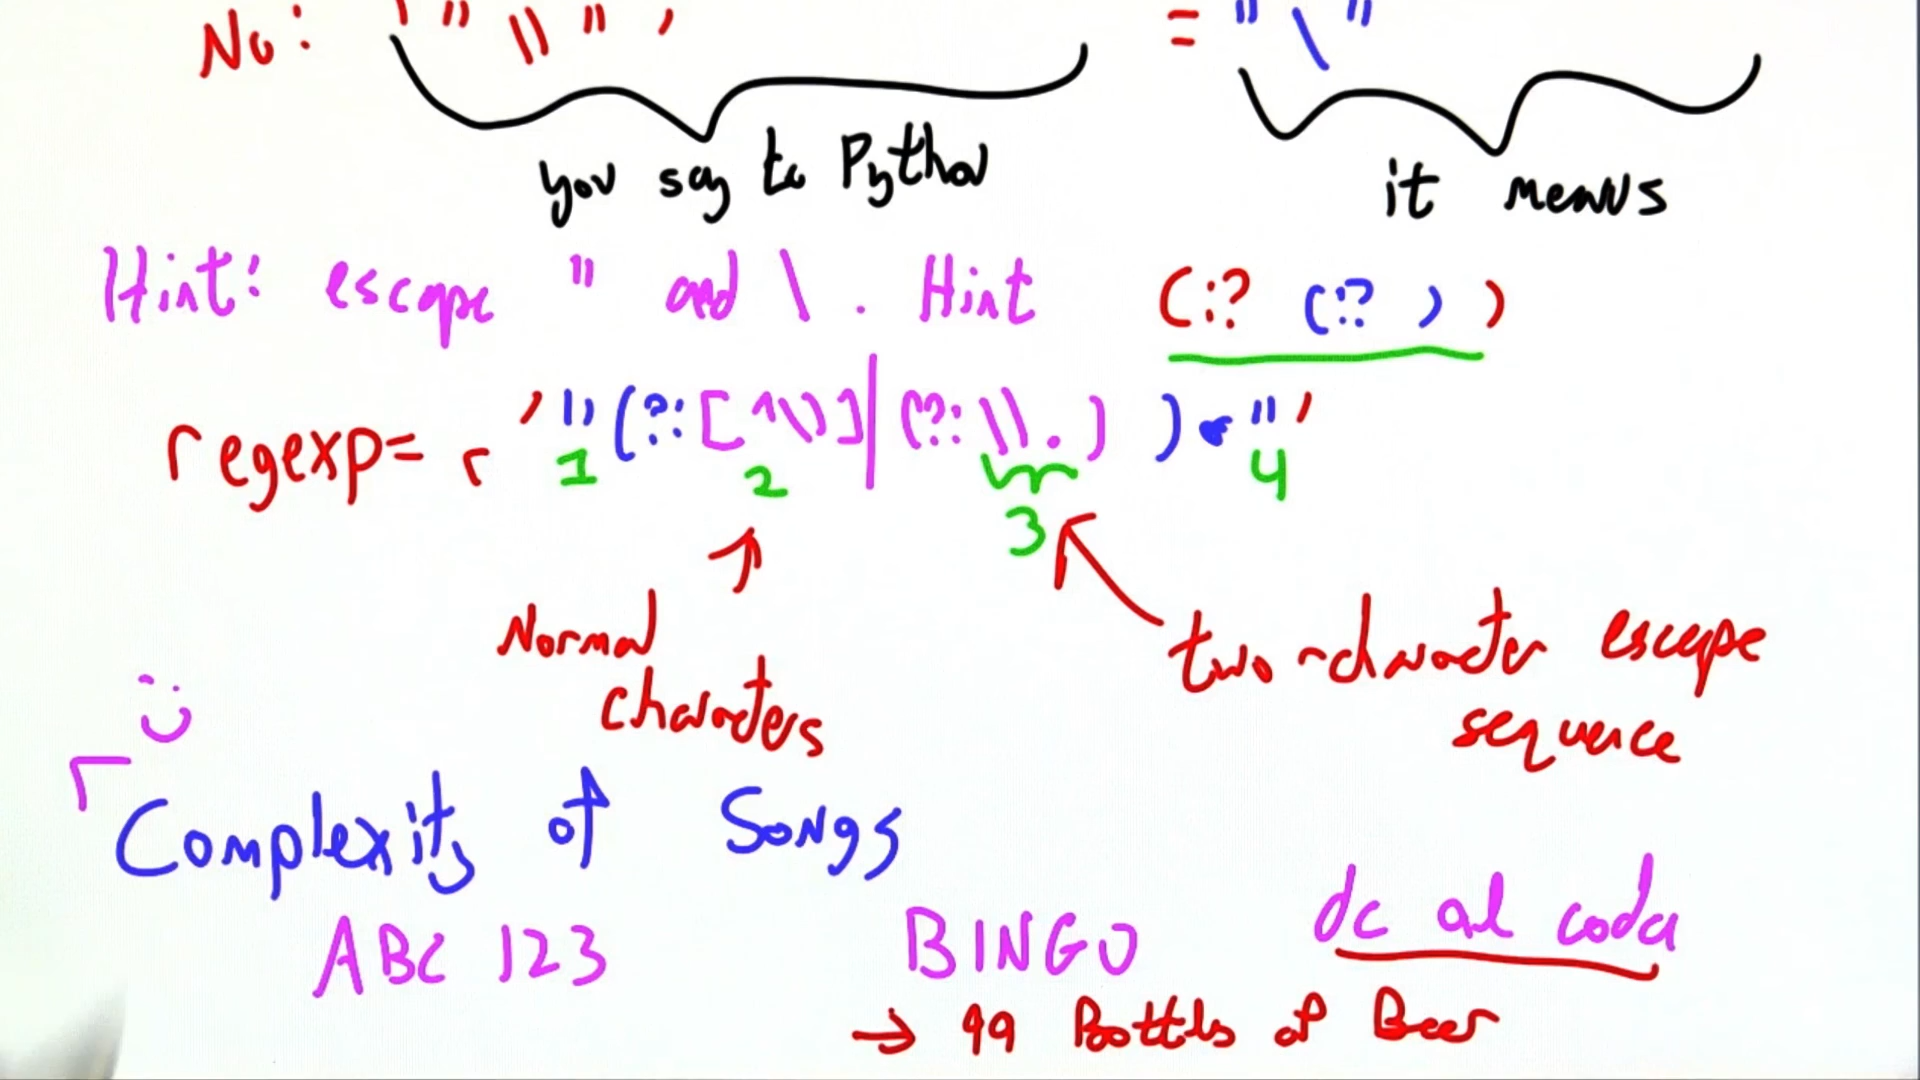 No: ' " \\ " ' = " \ "
you say to Python it means
Hint: escape " and \ . Hint (:? (:? ) )
regexp= r '"(?:[^\\]|(?:\\.) )*"'
1 2 3 4
Normal characters
two-character escape sequence
Complexity of Songs
ABC 123 BINGO dc al coda
→ 99 Bottles of Beer